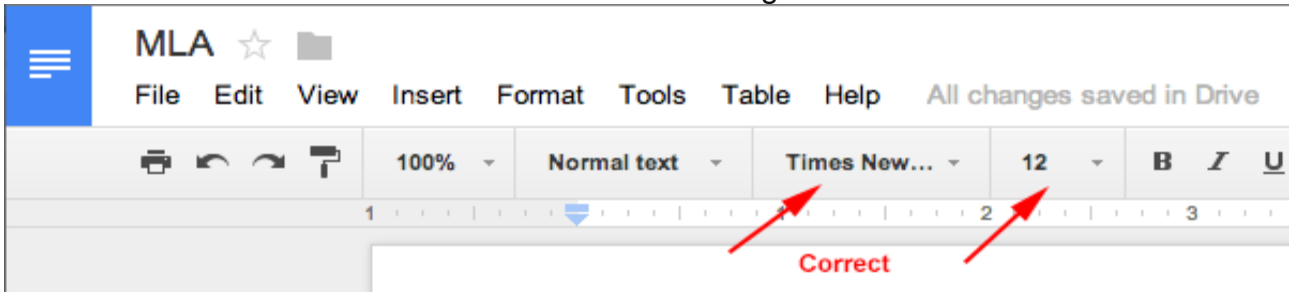 MLA
File Edit View Insert Format Tools Table Help All changes saved in Drive
100% Normal text Times New... 12 B I U
1 1 2 3
Correct